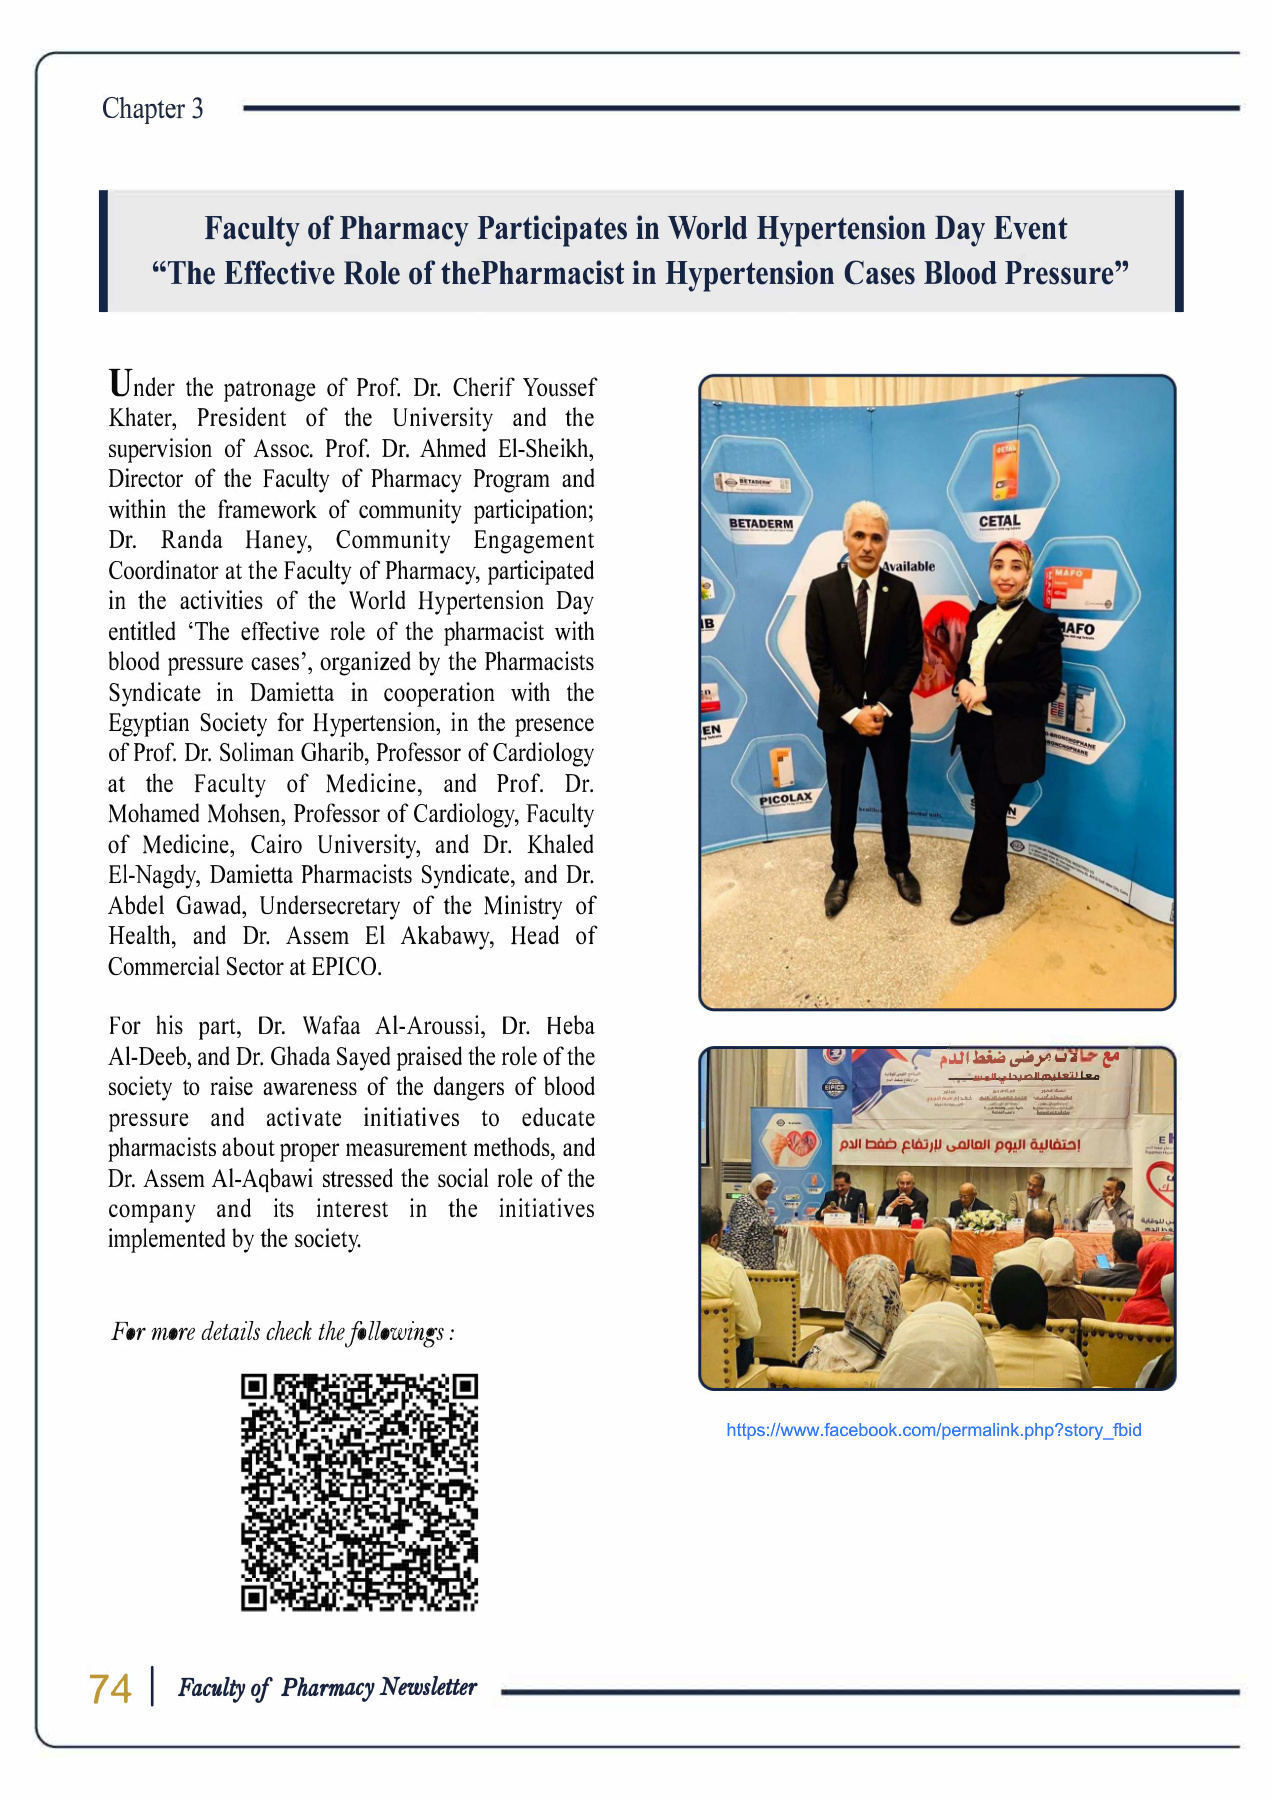 Chapter 3
Faculty of Pharmacy Participates in World Hypertension Day Event
“The Effective Role of thePharmacist in Hypertension Cases Blood Pressure”
Under the patronage of Prof. Dr. Cherif Youssef
Khater, President of the University and the
supervision of Assoc. Prof. Dr. Ahmed El-Sheikh,
Director of the Faculty of Pharmacy Program and
within the framework of community participation;
Dr. Randa Haney, Community Engagement
Coordinator at the Faculty of Pharmacy, participated
in the activities of the World Hypertension Day
entitled ‘The effective role of the pharmacist with
blood pressure cases’, organized by the Pharmacists
Syndicate in Damietta in cooperation with the
Egyptian Society for Hypertension, in the presence
of Prof. Dr. Soliman Gharib, Professor of Cardiology
at the Faculty of Medicine, and Prof. Dr.
Mohamed Mohsen, Professor of Cardiology, Faculty
of Medicine, Cairo University, and Dr. Khaled
El-Nagdy, Damietta Pharmacists Syndicate, and Dr.
Abdel Gawad, Undersecretary of the Ministry of
Health, and Dr. Assem El Akabawy, Head of
Commercial Sector at EPICO.
For his part, Dr. Wafaa Al-Aroussi, Dr. Heba
Al-Deeb, and Dr. Ghada Sayed praised the role of the
society to raise awareness of the dangers of blood
pressure and activate initiatives to educate
pharmacists about proper measurement methods, and
Dr. Assem Al-Aqbawi stressed the social role of the
company and its interest in the initiatives
implemented by the society.
For more details check the followings :
BETADERM
BETADERM
CETAL
CETAL
Available
MAFO
MAFO
PICOLAX
مع حالات مرضى ضغط الدم
EIPICO
إحتفالية اليوم العالمى للإرتفاع ضغط الدم
https://www.facebook.com/permalink.php?story_fbid
74
Faculty of Pharmacy Newsletter